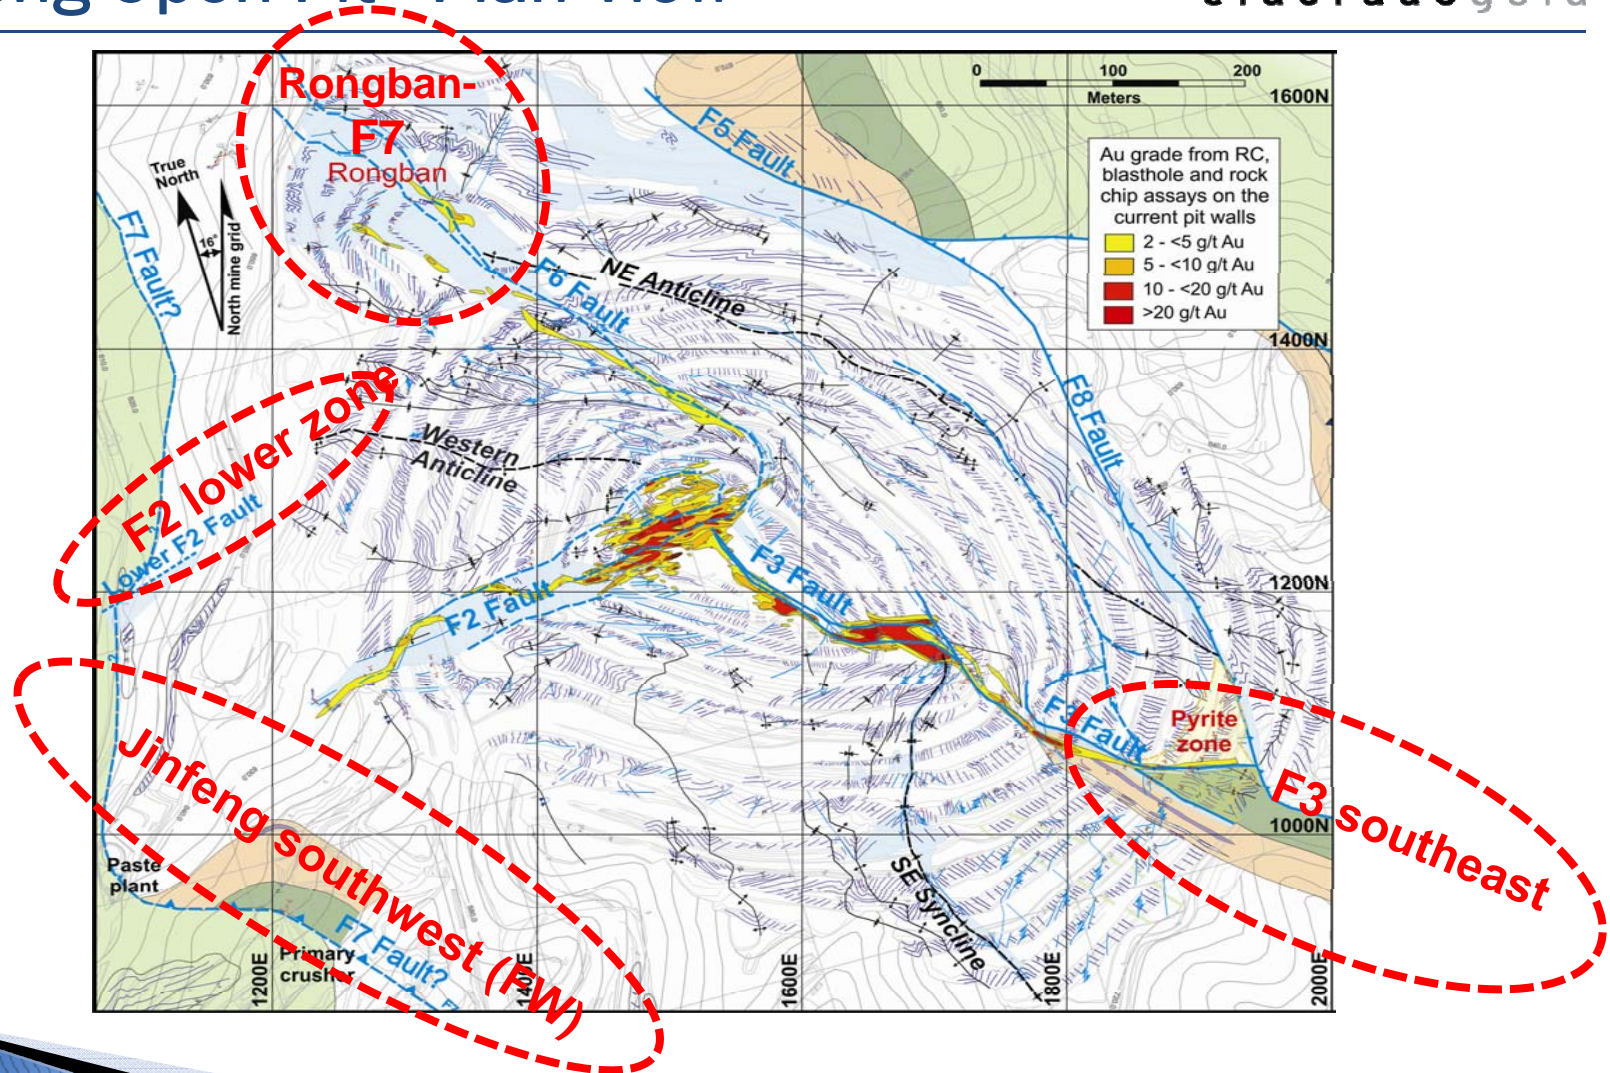 Open Pit - Plan View
Rongban-
F7
Rongban
True
North
16°
North mine grid
F7 Fault?
F5 Fault
0 100 200
Meters
1600N
Au grade from RC,
blasthole and rock
chip assays on the
current pit walls
2 - <5 g/t Au
5 - <10 g/t Au
10 - <20 g/t Au
>20 g/t Au
F6 Fault
NE Anticline
1400N
F8 Fault
F2 lower zone
Western
Anticline
Lower F2 Fault
F2 Fault
F3 Fault
1200N
F3 Fault
Pyrite
zone
F3 southeast
1000N
Jinfeng southwest (FW)
Paste
plant
F7 Fault?
Primary
crusher
SE Syncline
1200E
1400E
1600E
1800E
2000E